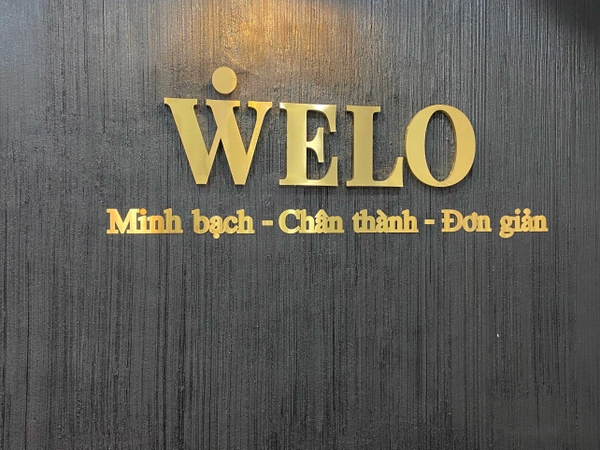 WELO
Minh bạch - Chân thành - Đơn giản